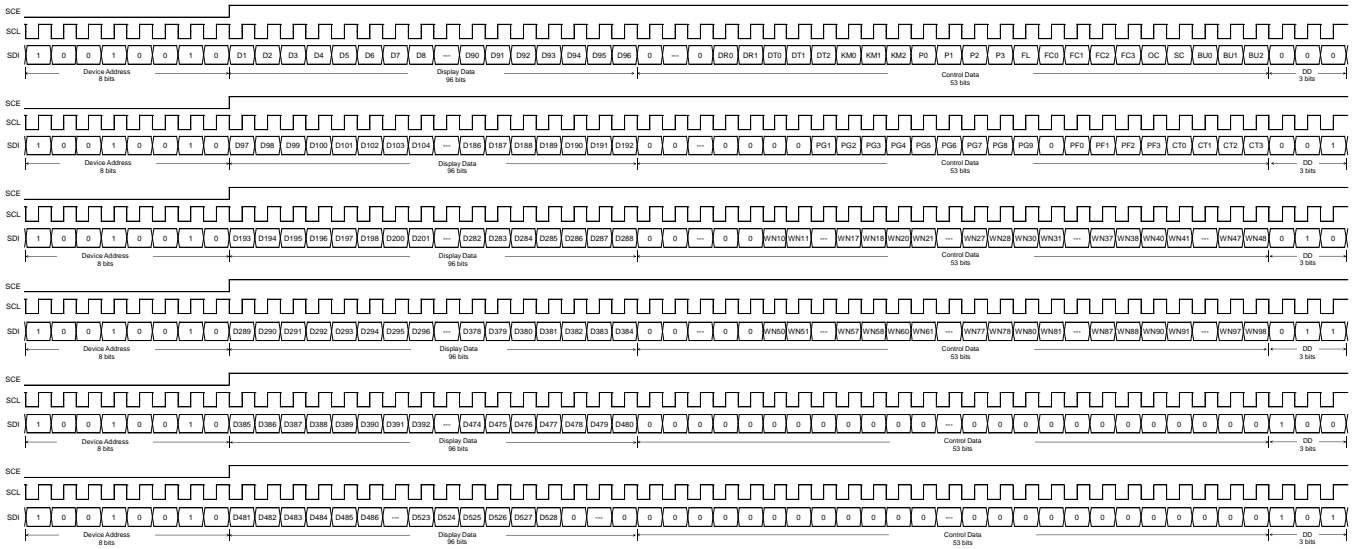 SCE
SCL
SDI 1 0 0 1 0 0 1 0 D1 D2 D3 D4 D5 D6 D7 D8 --- D90 D91 D92 D93 D94 D95 D96 0 --- 0 DR0 DR1 DT0 DT1 DT2 KM0 KM1 KM2 P0 P1 P2 P3 FL FC0 FC1 FC2 FC3 OC SC BU0 BU1 BU2 0 0 0
Device Address Display Data Control Data DD
8 bits 96 bits 53 bits 3 bits
SCE
SCL
SDI 1 0 0 1 0 0 1 0 D97 D98 D99 D100 D101 D102 D103 D104 --- D186 D187 D188 D189 D190 D191 D192 0 0 --- 0 0 0 0 PG1 PG2 PG3 PG4 PG5 PG6 PG7 PG8 PG9 0 PF0 PF1 PF2 PF3 CT0 CT1 CT2 CT3 0 0 1
Device Address Display Data Control Data DD
8 bits 96 bits 53 bits 3 bits
SCE
SCL
SDI 1 0 0 1 0 0 1 0 D193 D194 D195 D196 D197 D198 D200 D201 --- D282 D283 D284 D285 D286 D287 D288 0 0 --- 0 0 WN10 WN11 --- WN17 WN18 WN20 WN21 --- WN27 WN28 WN30 WN31 --- WN37 WN38 WN40 WN41 --- WN47 WN48 0 1 0
Device Address Display Data Control Data DD
8 bits 96 bits 53 bits 3 bits
SCE
SCL
SDI 1 0 0 1 0 0 1 0 D289 D290 D291 D292 D293 D294 D295 D296 --- D378 D379 D380 D381 D382 D383 D384 0 0 --- 0 0 WN50 WN51 --- WN57 WN58 WN60 WN61 --- WN77 WN78 WN80 WN81 --- WN87 WN88 WN90 WN91 --- WN97 WN98 0 1 1
Device Address Display Data Control Data DD
8 bits 96 bits 53 bits 3 bits
SCE
SCL
SDI 1 0 0 1 0 0 1 0 D385 D386 D387 D388 D389 D390 D391 D392 --- D474 D475 D476 D477 D478 D479 D480 0 0 0 0 0 0 0 0 0 0 0 0 --- 0 0 0 0 0 0 0 0 0 0 0 0 1 0 0
Device Address Display Data Control Data DD
8 bits 96 bits 53 bits 3 bits
SCE
SCL
SDI 1 0 0 1 0 0 1 0 D481 D482 D483 D484 D485 D486 --- D523 D524 D525 D526 D527 D528 0 --- 0 0 0 0 0 0 0 0 0 0 0 0 0 --- 0 0 0 0 0 0 0 0 0 0 0 0 1 0 1
Device Address Display Data Control Data DD
8 bits 96 bits 53 bits 3 bits